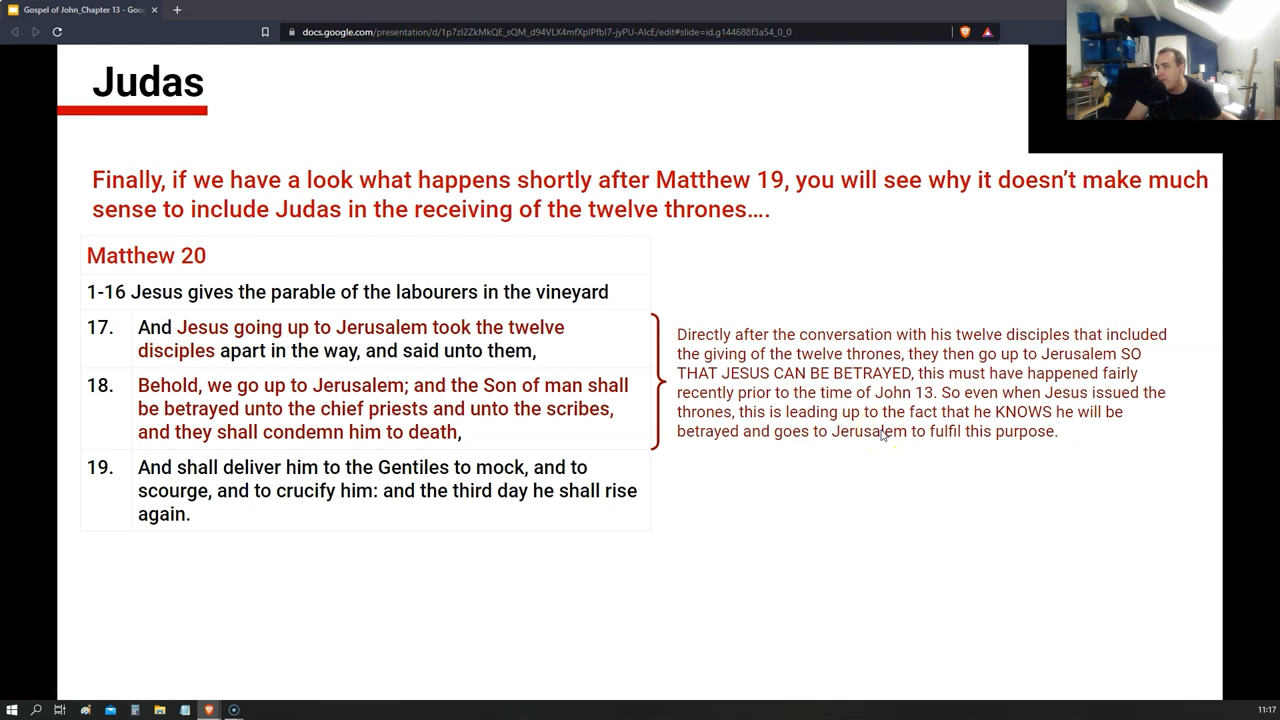 Gospel of John_Chapter 13 - Goo
docs.google.com/presentation/d/1p7zl2ZkMkQE_sQM_d94VLX4mfXpIPfbI7-jyPU-AIcE/edit#slide=id.g144688f3a54_0_0
Judas
Finally, if we have a look what happens shortly after Matthew 19, you will see why it doesn't make much
sense to include Judas in the receiving of the twelve thrones….
Matthew 20
1-16 Jesus gives the parable of the labourers in the vineyard
17. And Jesus going up to Jerusalem took the twelve
disciples apart in the way, and said unto them,
18. Behold, we go up to Jerusalem; and the Son of man shall
be betrayed unto the chief priests and unto the scribes,
and they shall condemn him to death,
19. And shall deliver him to the Gentiles to mock, and to
scourge, and to crucify him: and the third day he shall rise
again.
Directly after the conversation with his twelve disciples that included
the giving of the twelve thrones, they then go up to Jerusalem SO
THAT JESUS CAN BE BETRAYED, this must have happened fairly
recently prior to the time of John 13. So even when Jesus issued the
thrones, this is leading up to the fact that he KNOWS he will be
betrayed and goes to Jerusalem to fulfil this purpose.
11:17